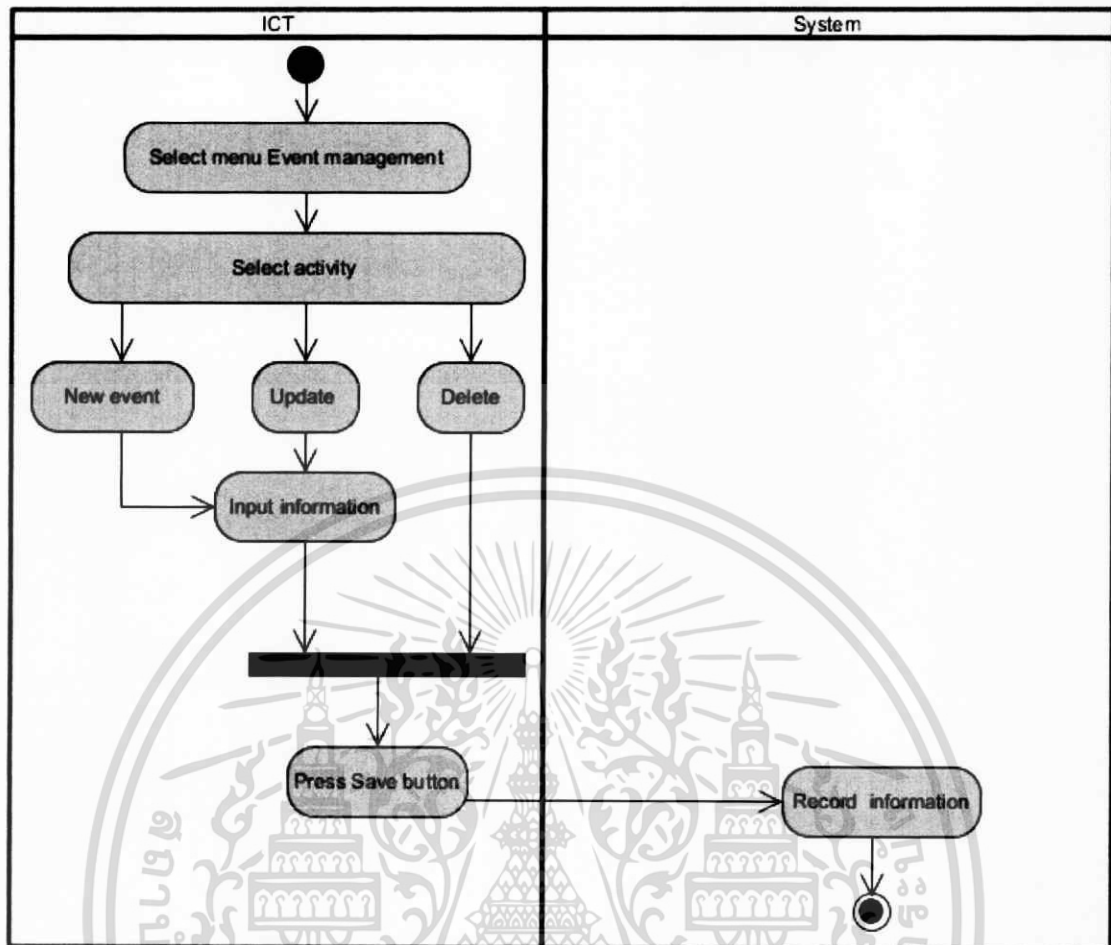 ICT
System
Select menu Event management
Select activity
New event
Update
Delete
Input information
Press Save button
Record information